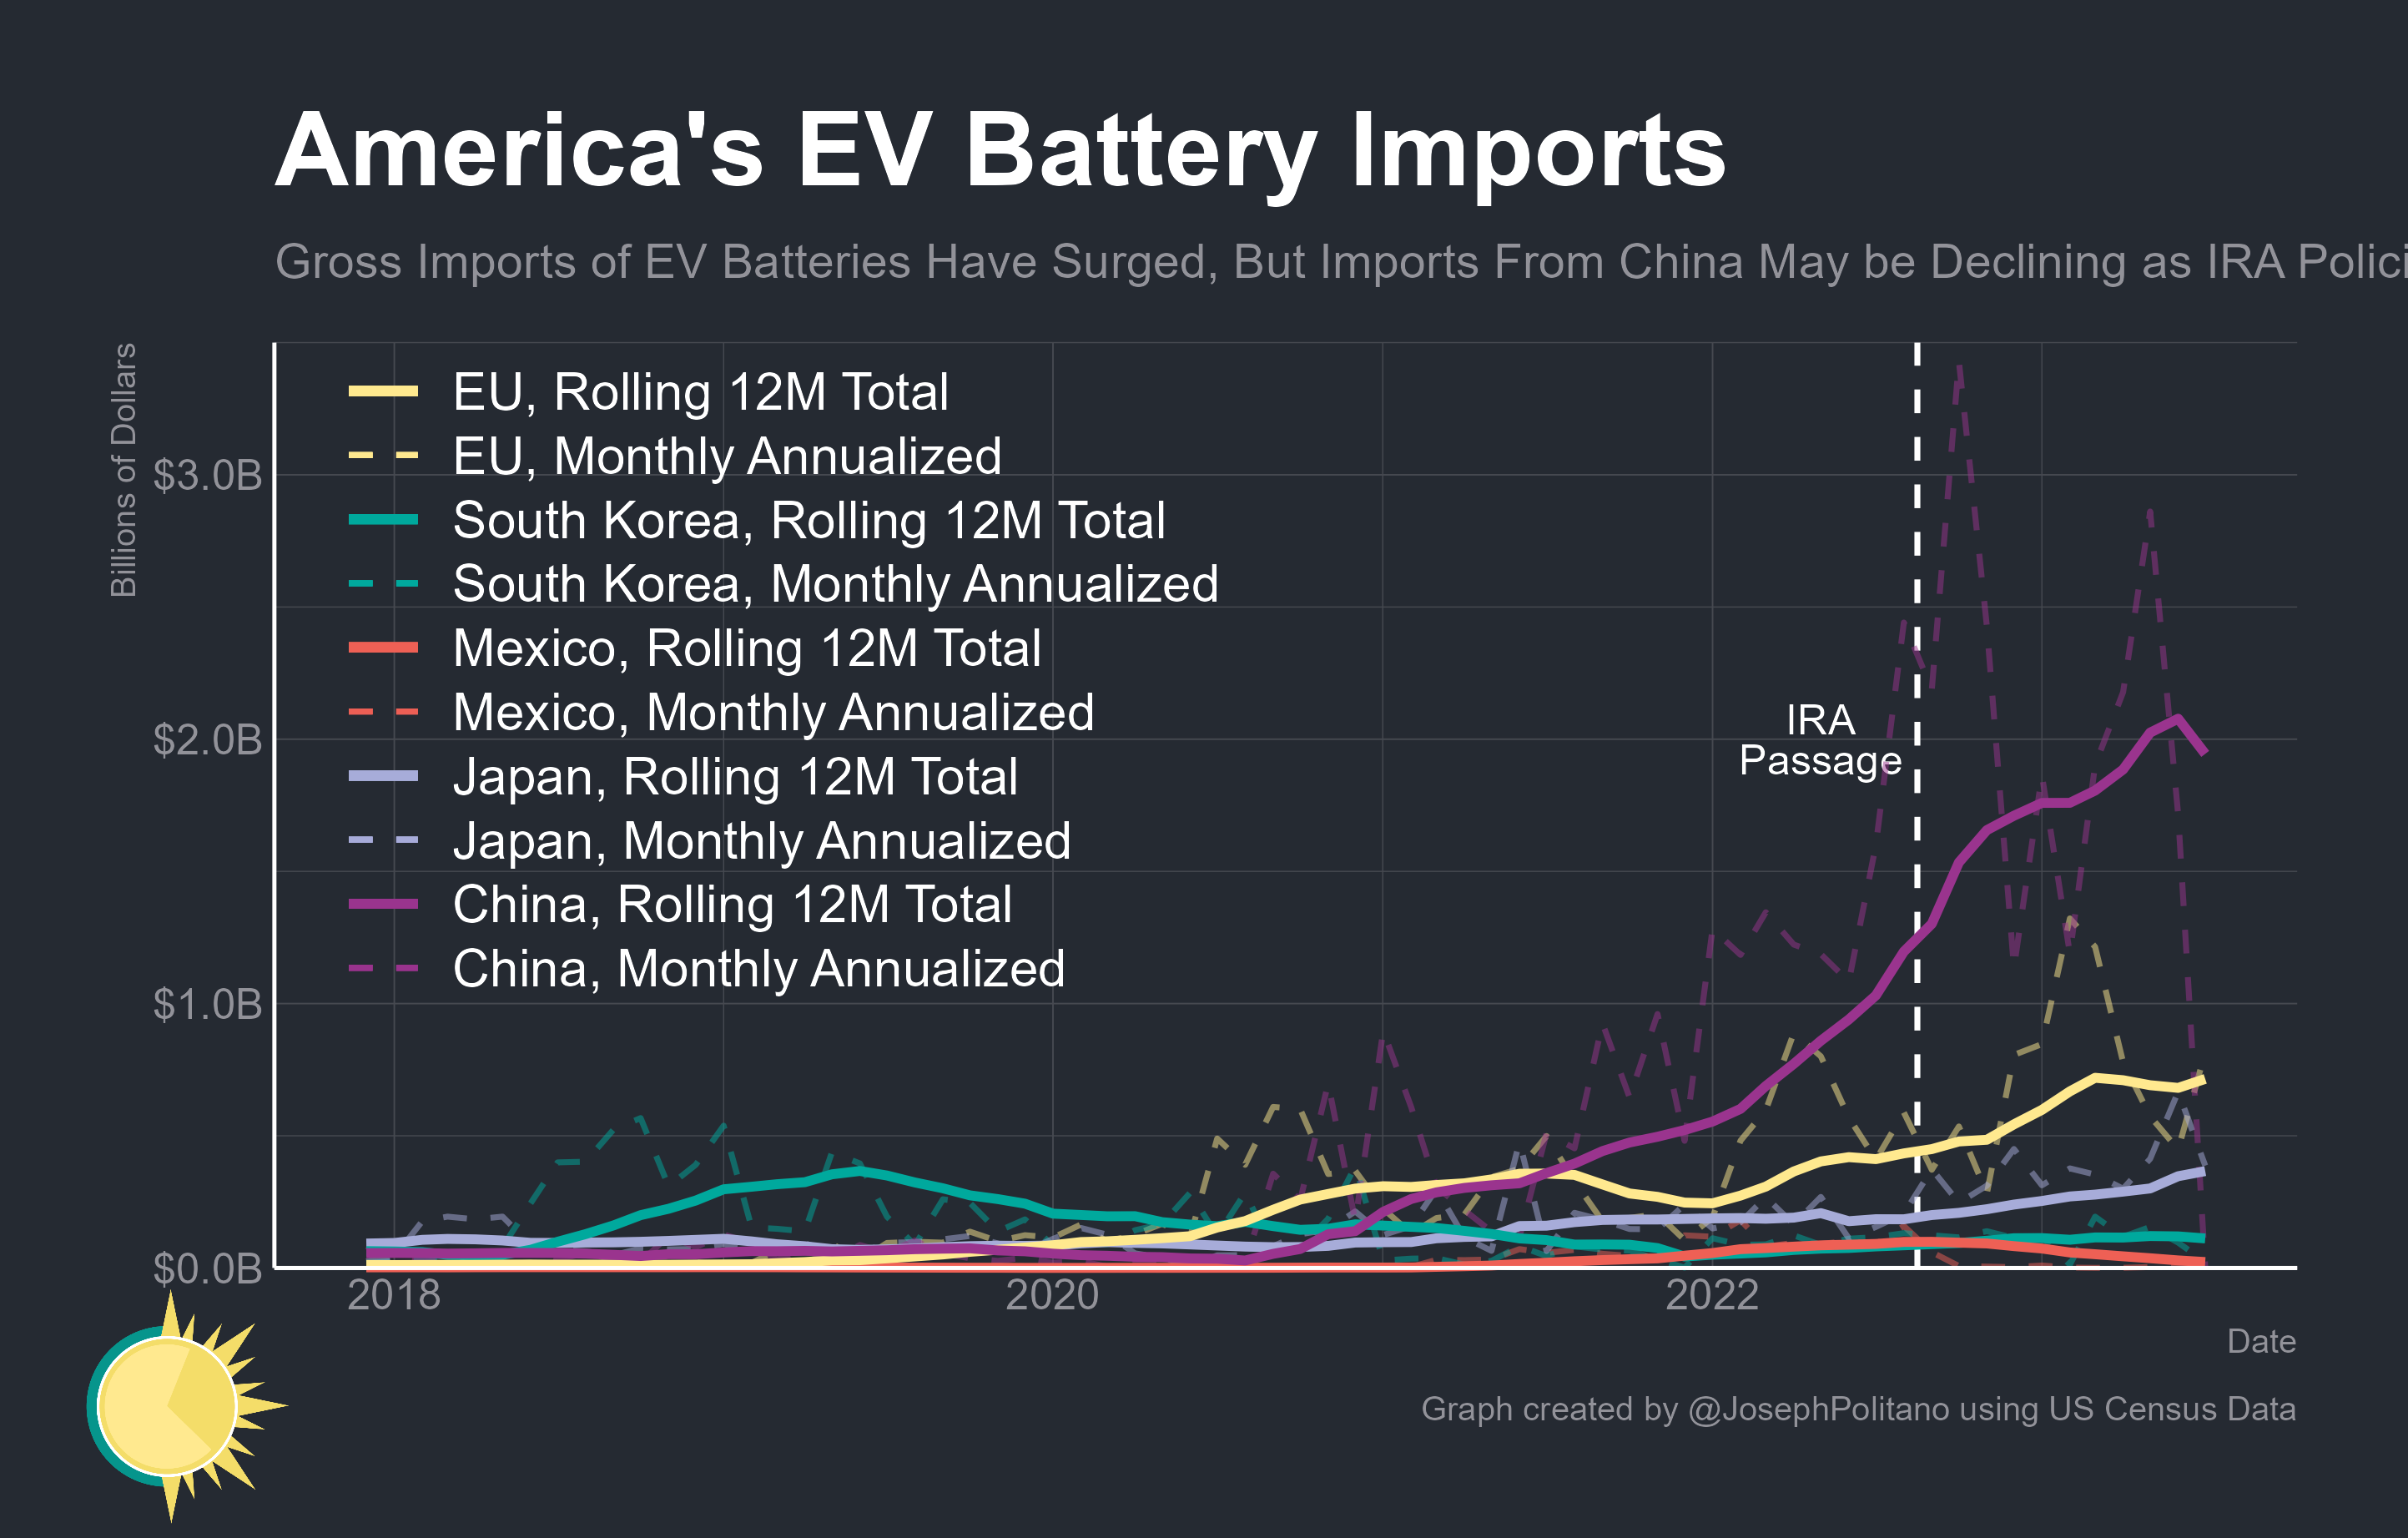 America's EV Battery Imports
Gross Imports of EV Batteries Have Surged, But Imports From China May be Declining as IRA Polici
Billions of Dollars
$3.0B
$2.0B
$1.0B
$0.0B
EU, Rolling 12M Total
EU, Monthly Annualized
South Korea, Rolling 12M Total
South Korea, Monthly Annualized
Mexico, Rolling 12M Total
Mexico, Monthly Annualized
Japan, Rolling 12M Total
Japan, Monthly Annualized
China, Rolling 12M Total
China, Monthly Annualized
IRA
Passage
2018
2020
2022
Date
Graph created by @JosephPolitano using US Census Data